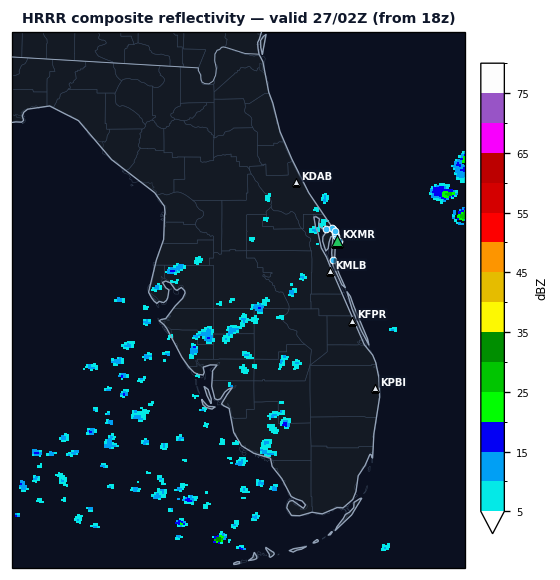 HRRR composite reflectivity — valid 27/02Z (from 18z)
KDAB
KXMR
KMLB
KFPR
KPBI
75
65
55
45
35
25
15
5
dBZ